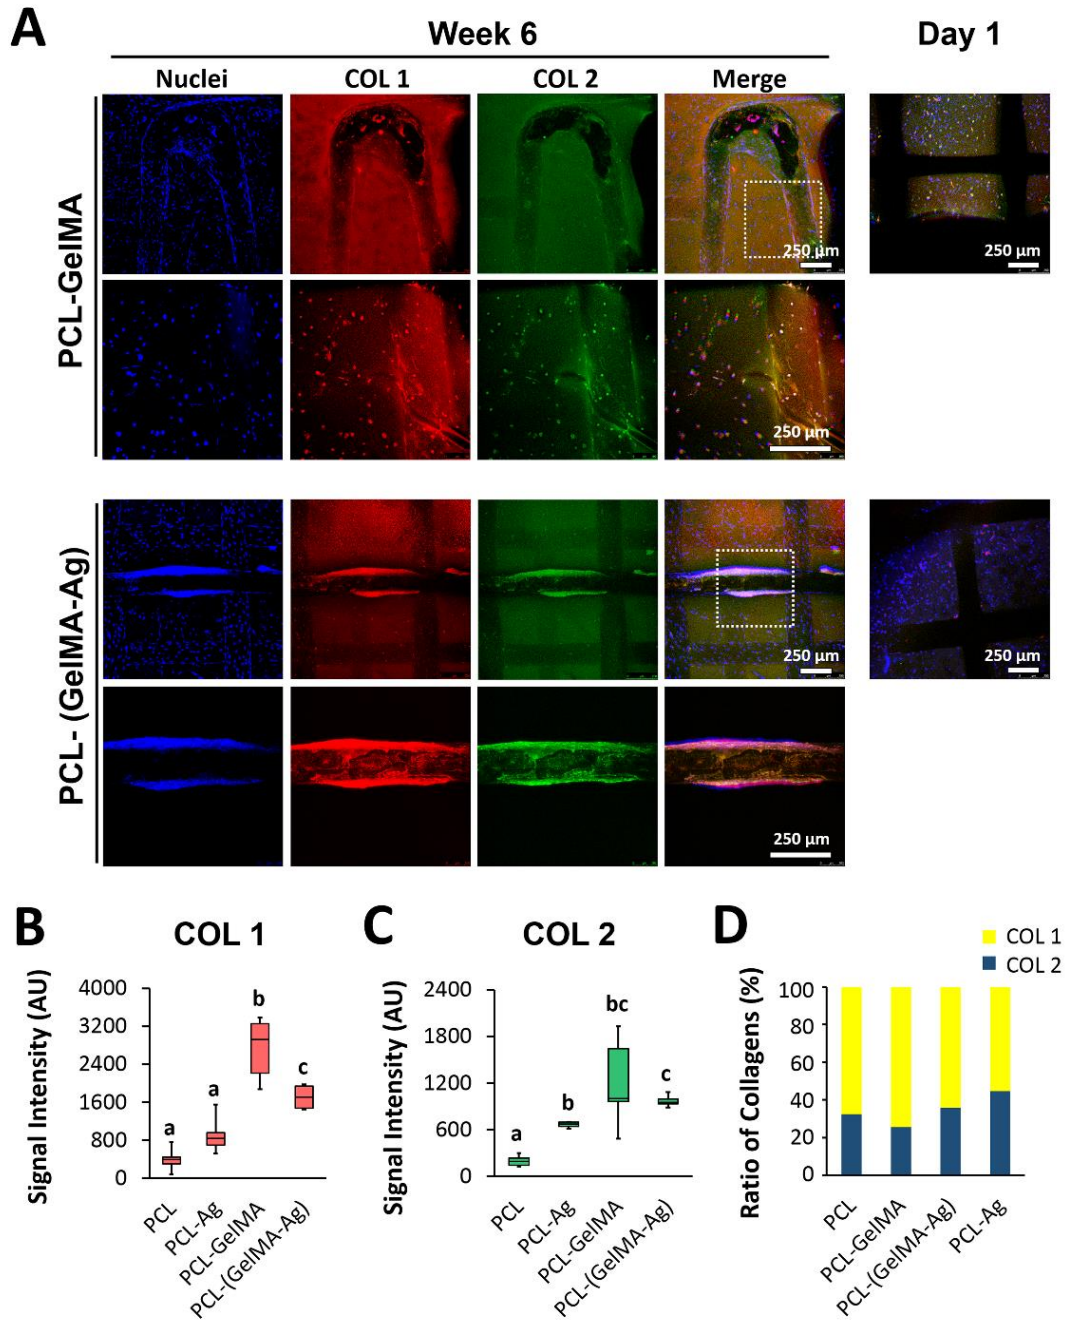 A
Week 6
Day 1
Nuclei
COL 1
COL 2
Merge
PCL-GelMA
250 µm
250 µm
250 µm
PCL- (GelMA-Ag)
250 µm
250 µm
250 µm
B
COL 1
Signal Intensity (AU)
4000
3200
2400
1600
800
0
a
a
b
c
PCL
PCL-Ag
PCL-GelMA
PCL-(GelMA-Ag)
C
COL 2
Signal Intensity (AU)
2400
1800
1200
600
0
a
b
bc
c
PCL
PCL-Ag
PCL-GelMA
PCL-(GelMA-Ag)
D
COL 1
COL 2
Ratio of Collagens (%)
100
80
60
40
20
0
PCL
PCL-GelMA
PCL-(GelMA-Ag)
PCL-Ag